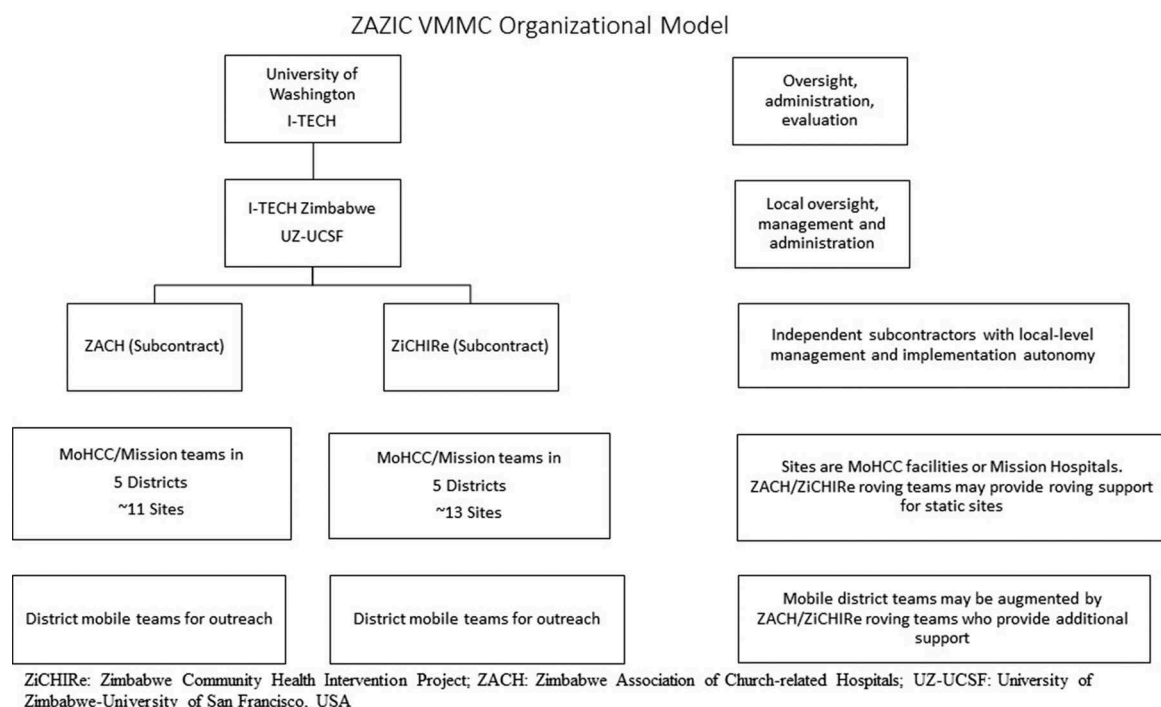 ZAZIC VMMC Organizational Model
University of
Washington
I-TECH
Oversight,
administration,
evaluation
I-TECH Zimbabwe
UZ-UCSF
Local oversight,
management and
administration
ZACH (Subcontract)
ZiCHIRe (Subcontract)
Independent subcontractors with local-level
management and implementation autonomy
MoHCC/Mission teams in
5 Districts
~11 Sites
MoHCC/Mission teams in
5 Districts
~13 Sites
Sites are MoHCC facilities or Mission Hospitals.
ZACH/ZiCHIRe roving teams may provide roving support
for static sites
District mobile teams for outreach
District mobile teams for outreach
Mobile district teams may be augmented by
ZACH/ZiCHIRe roving teams who provide additional
support
ZiCHIRe: Zimbabwe Community Health Intervention Project; ZACH: Zimbabwe Association of Church-related Hospitals; UZ-UCSF: University of
Zimbabwe-University of San Francisco, USA